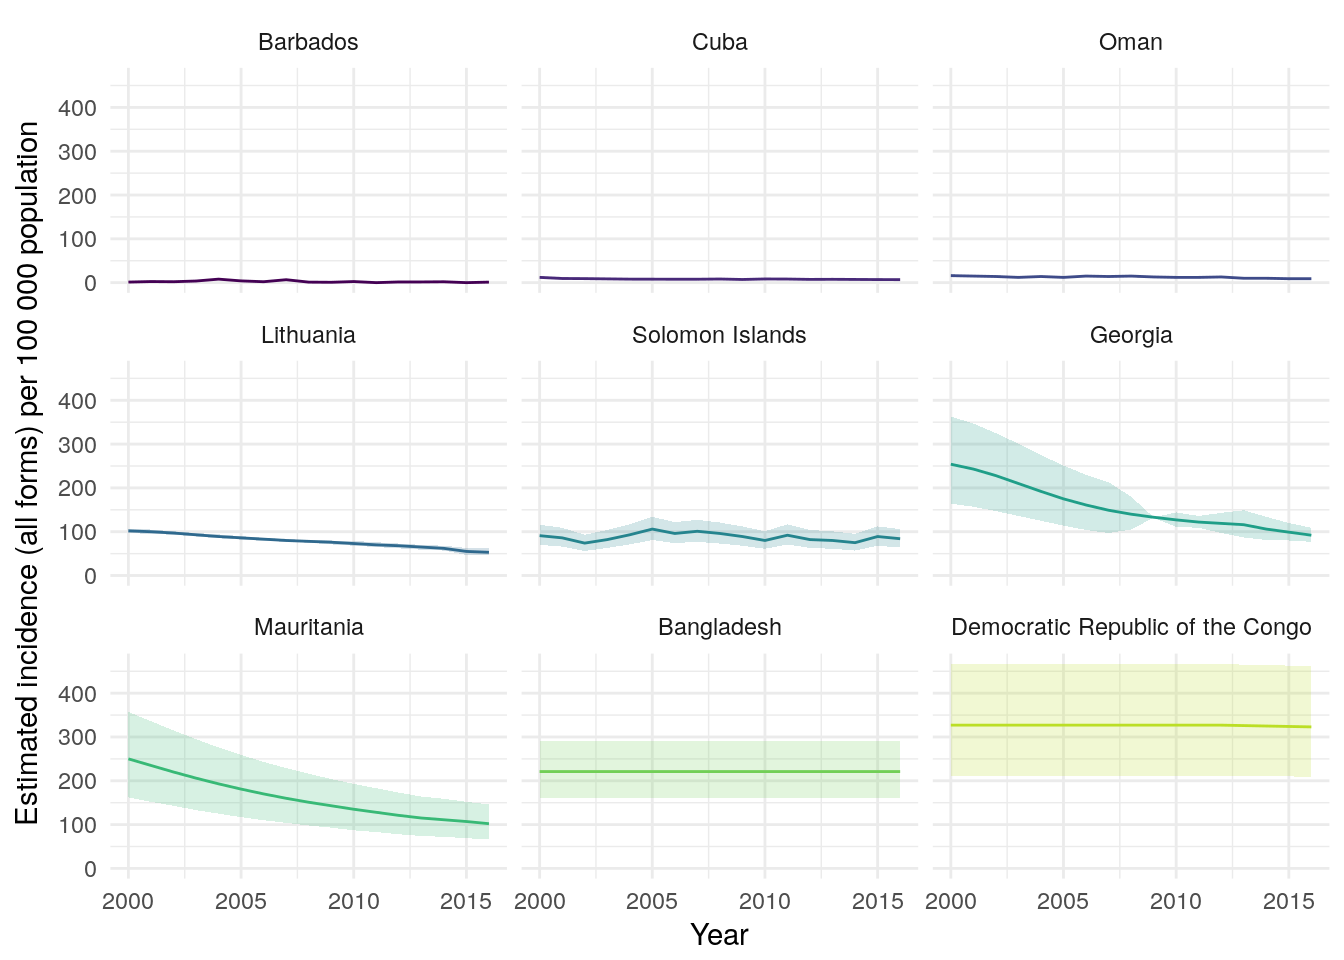 Barbados
Cuba
Oman
400
300
200
100
0
Lithuania
Solomon Islands
Georgia
400
300
200
100
0
Mauritania
Bangladesh
Democratic Republic of the Congo
400
300
200
100
0
2000 2005 2010 2015
2000 2005 2010 2015
2000 2005 2010 2015
Year
Estimated incidence (all forms) per 100 000 population